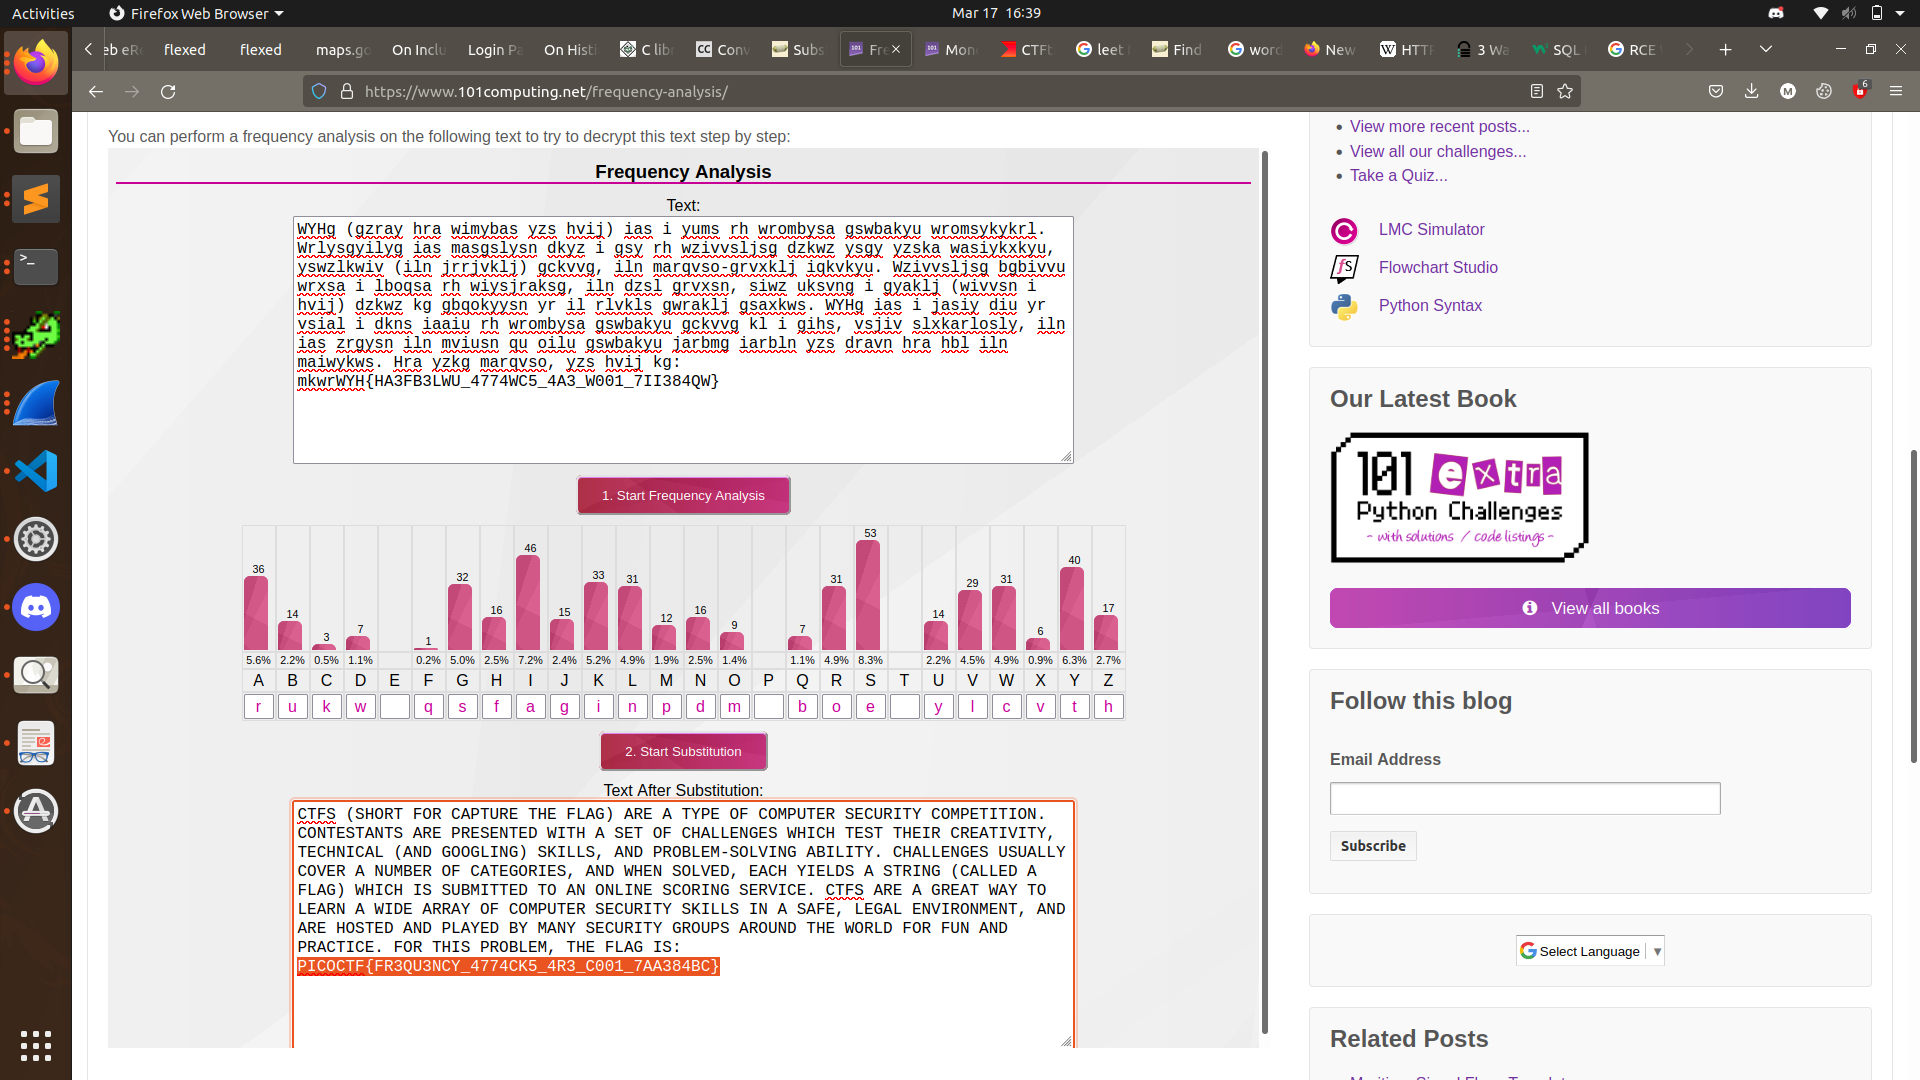 Activities
Firefox Web Browser
Mar 17 16:39
eb eRe
flexed
flexed
maps.go
On Inclu
Login Pa
On Histi
C libr
CC Conv
Subs
101 Fre
101 Mon
CTFt
leet
Find
word
New
W HTTP
3 Wa
SQL
RCE
https://www.101computing.net/frequency-analysis/
M
6
You can perform a frequency analysis on the following text to try to decrypt this text step by step:
Frequency Analysis
Text:
WYHg (gzray hra wimybas yzs hvij) ias i yums rh wrombysa gswbakyu wromsykykrl.
Wrlysgyilyg ias masgslysn dkyz i gsy rh wzivvsljsg dzkwz ysgy yzska wasiykxkyu,
yswzlkwiv (iln jrrjvklj) gckvvg, iln marqvso-grvxklj iqkvkyu. Wzivvsljsg bgbivvu
wrxsa i lboqsa rh wiysjraksg, iln dzsl grvxsn, siwz uksvng i gyaklj (wivvsn i
hvij) dzkwz kg gbqokyysn yr il rlvkls gwraklj gsaxkws. WYHg ias i jasiy diu yr
vsial i dkns iaaiu rh wrombysa gswbakyu gckvvg kl i gihs, vsjiv slxkarlosly, iln
ias zrgysn iln mviusn qu oilu gswbakyu jarbmg iarbln yzs dravn hra hbl iln
maiwykws. Hra yzkg marqvso, yzs hvij kg:
mkwrWYH{HA3FB3LWU_4774WC5_4A3_W001_7II384QW}
1. Start Frequency Analysis
36 14 3 7 1 32 16 46 15 33 31 12 16 9 7 31 53 14 29 31 6 40 17
5.6% 2.2% 0.5% 1.1% 0.2% 5.0% 2.5% 7.2% 2.4% 5.2% 4.9% 1.9% 2.5% 1.4% 1.1% 4.9% 8.3% 2.2% 4.5% 4.9% 0.9% 6.3% 2.7%
A B C D E F G H I J K L M N O P Q R S T U V W X Y Z
r u k w q s f a g i n p d m b o e y l c v t h
2. Start Substitution
Text After Substitution:
CTFS (SHORT FOR CAPTURE THE FLAG) ARE A TYPE OF COMPUTER SECURITY COMPETITION.
CONTESTANTS ARE PRESENTED WITH A SET OF CHALLENGES WHICH TEST THEIR CREATIVITY,
TECHNICAL (AND GOOGLING) SKILLS, AND PROBLEM-SOLVING ABILITY. CHALLENGES USUALLY
COVER A NUMBER OF CATEGORIES, AND WHEN SOLVED, EACH YIELDS A STRING (CALLED A
FLAG) WHICH IS SUBMITTED TO AN ONLINE SCORING SERVICE. CTFS ARE A GREAT WAY TO
LEARN A WIDE ARRAY OF COMPUTER SECURITY SKILLS IN A SAFE, LEGAL ENVIRONMENT, AND
ARE HOSTED AND PLAYED BY MANY SECURITY GROUPS AROUND THE WORLD FOR FUN AND
PRACTICE. FOR THIS PROBLEM, THE FLAG IS:
PICOCTF{FR3QU3NCY_4774CK5_4R3_C001_7AA384BC}
View more recent posts...
View all our challenges...
Take a Quiz...
LMC Simulator
fS Flowchart Studio
Python Syntax
Our Latest Book
101 extra
Python Challenges
- with solutions / code listings -
View all books
Follow this blog
Email Address
Subscribe
Select Language ▼
Related Posts